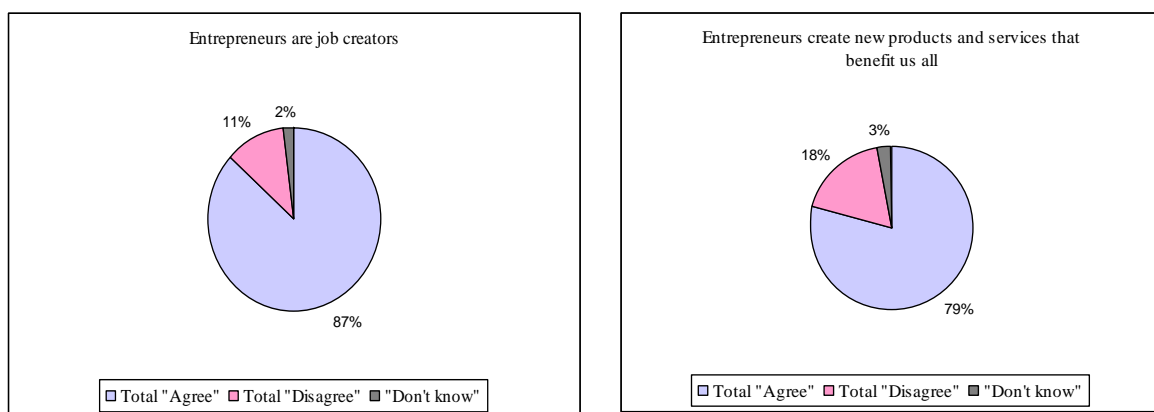 Entrepreneurs are job creators
2%
11%
87%
Total "Agree" Total "Disagree" "Don't know"
Entrepreneurs create new products and services that
benefit us all
3%
18%
79%
Total "Agree" Total "Disagree" "Don't know"